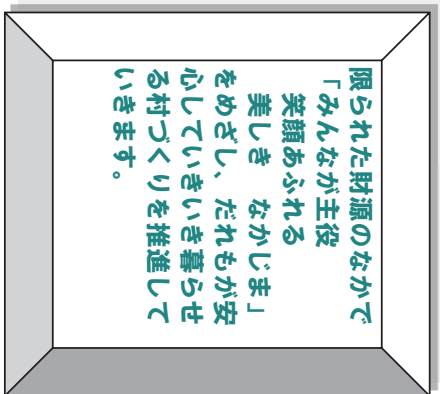 限られた財源のなかで
「みんなが主役
笑顔あふれる
美しき　なかじま」
をめざし、だれもが安
心していきいき暮らせ
る村づくりを推進して
いきます。